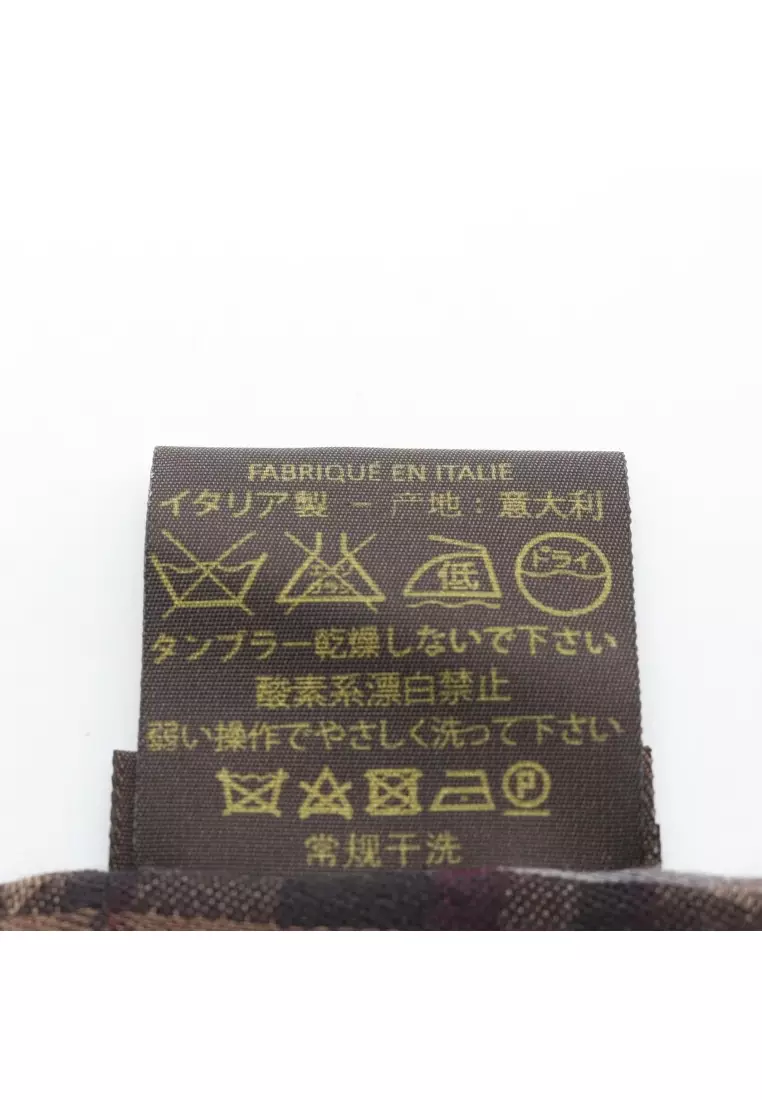 FABRIQUÉ EN ITALIE
イタリア製 - 产地：意大利
低 ドライ
タンブラー乾燥しないで下さい
酸素系漂白禁止
弱い操作でやさしく洗って下さい
P
常规干洗